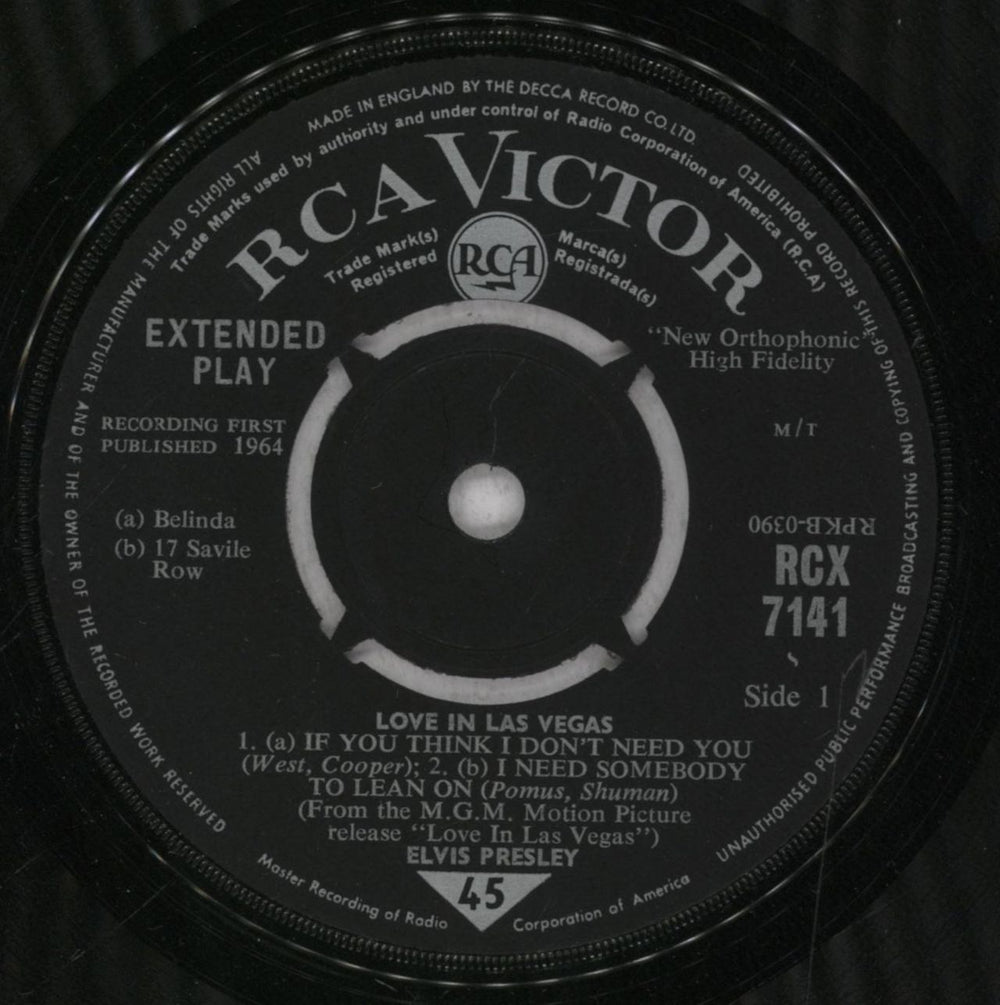 MADE IN ENGLAND BY THE DECCA RECORD CO. LTD.
ALL RIGHTS OF THE MANUFACTURER AND OF THE OWNER OF THE RECORDED WORK RESERVED
UNAUTHORISED PUBLIC PERFORMANCE BROADCASTING AND COPYING OF THIS RECORD PROHIBITED
Trade Marks used by authority and under control of Radio Corporation of America (R.C.A)
RCA VICTOR
Trade Mark(s)
Registered
RCA
Marca(s)
Registrada(s)
EXTENDED
PLAY
"New Orthophonic"
High Fidelity
RECORDING FIRST
PUBLISHED 1964
M/T
(a) Belinda
(b) 17 Savile
Row
RPKB-0390
RCX
7141
Side 1
LOVE IN LAS VEGAS
1. (a) IF YOU THINK I DON'T NEED YOU
(West, Cooper); 2. (b) I NEED SOMEBODY
TO LEAN ON (Pomus, Shuman)
(From the M.G.M. Motion Picture
release "Love In Las Vegas")
ELVIS PRESLEY
45
Master Recording of Radio Corporation of America